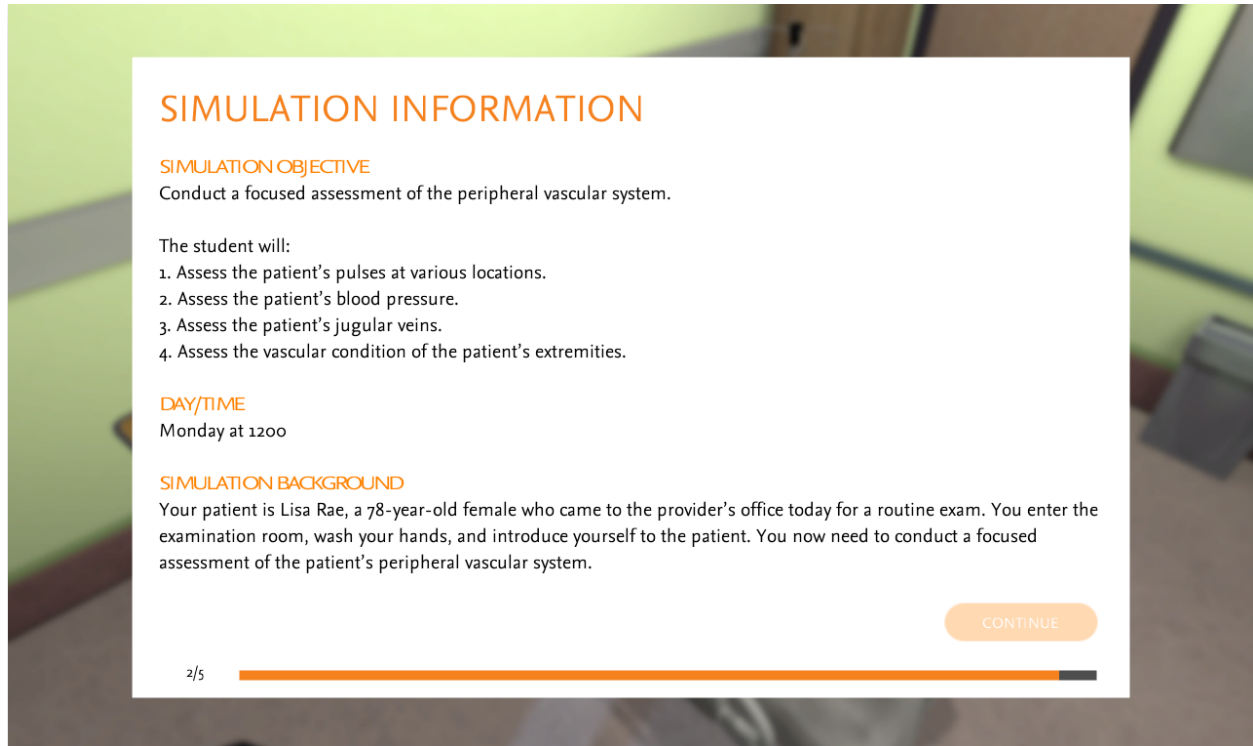 SIMULATION INFORMATION
SIMULATION OBJECTIVE
Conduct a focused assessment of the peripheral vascular system.
The student will:
1. Assess the patient’s pulses at various locations.
2. Assess the patient’s blood pressure.
3. Assess the patient’s jugular veins.
4. Assess the vascular condition of the patient’s extremities.
DAY/TIME
Monday at 1200
SIMULATION BACKGROUND
Your patient is Lisa Rae, a 78-year-old female who came to the provider’s office today for a routine exam. You enter the
examination room, wash your hands, and introduce yourself to the patient. You now need to conduct a focused
assessment of the patient’s peripheral vascular system.
CONTINUE
2/5